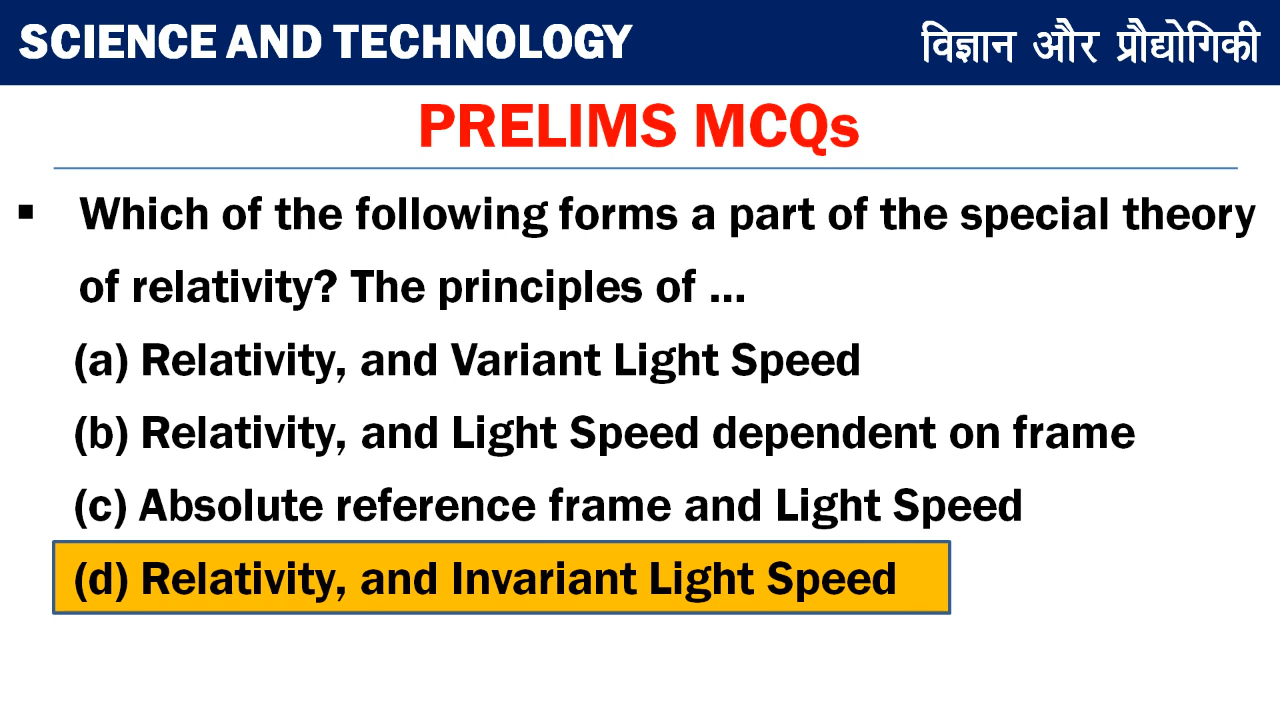 SCIENCE AND TECHNOLOGY
विज्ञान और प्रौद्योगिकी
PRELIMS MCQs
▪ Which of the following forms a part of the special theory
of relativity? The principles of ...
(a) Relativity, and Variant Light Speed
(b) Relativity, and Light Speed dependent on frame
(c) Absolute reference frame and Light Speed
(d) Relativity, and Invariant Light Speed